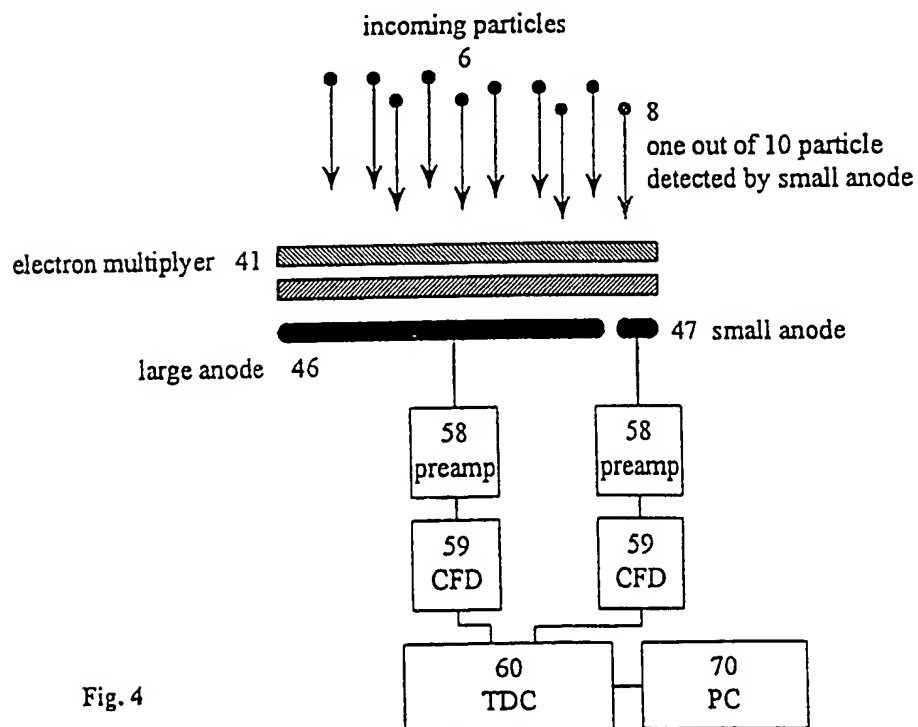 incoming particles
6
8
one out of 10 particle
detected by small anode
electron multiplyer 41
47 small anode
large anode 46
58
preamp
58
preamp
59
CFD
59
CFD
60
TDC
70
PC
Fig. 4